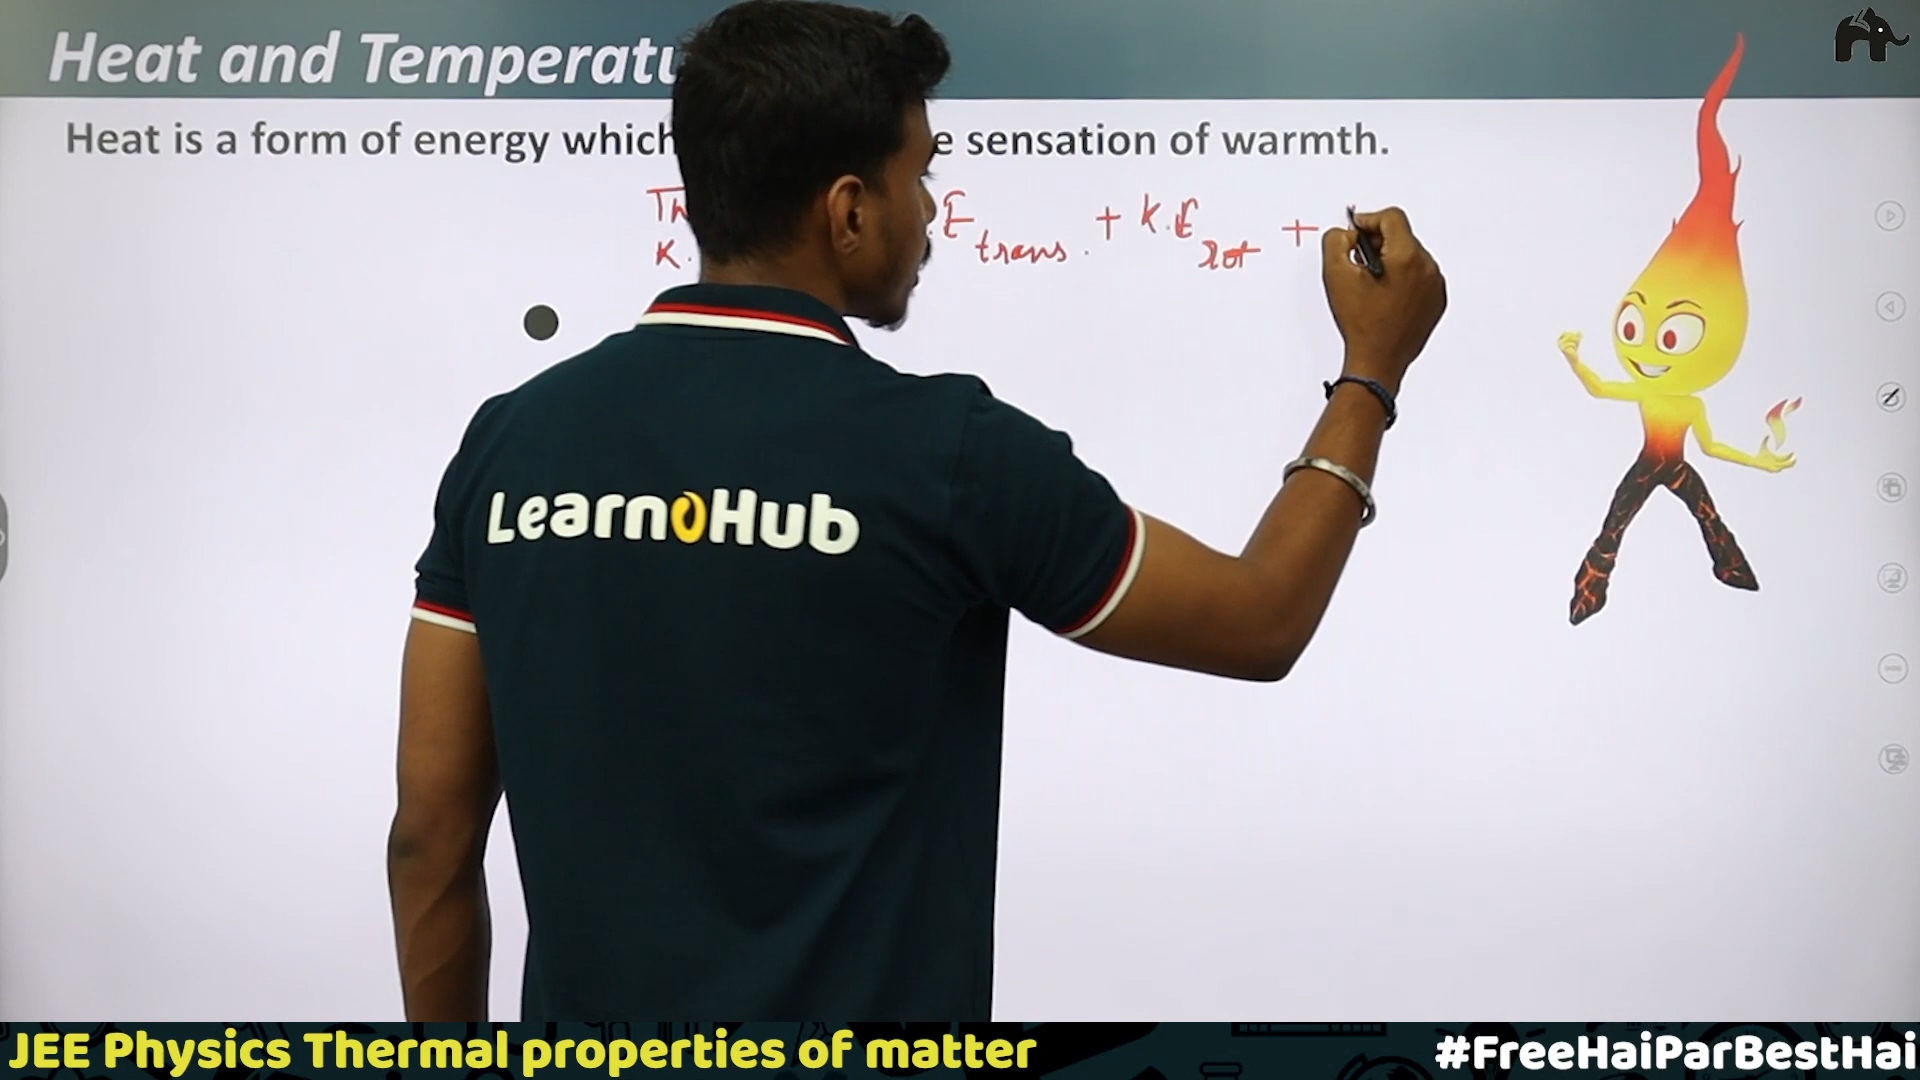 Heat and Temperatu
Heat is a form of energy which e sensation of warmth.
Th .E trans. + K.E rot +
K.
LearnoHub
JEE Physics Thermal properties of matter
#FreeHaiParBestHai